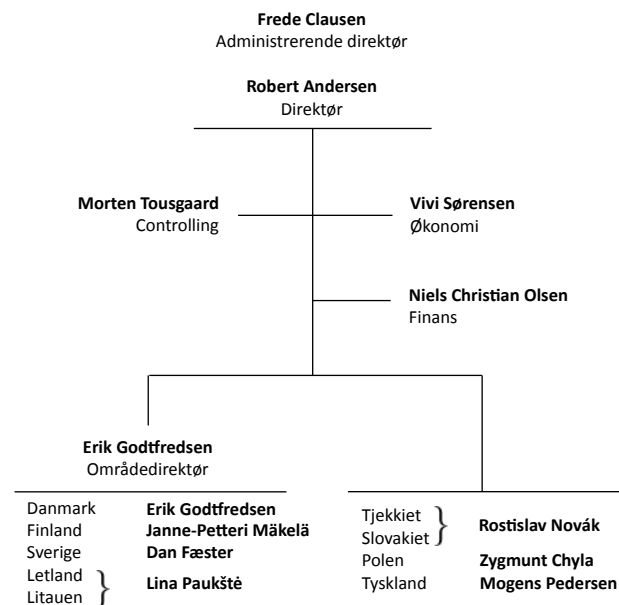 Frede Clausen
Administrerende direktør
Robert Andersen
Direktør
Morten Tousgaard
Controlling
Vivi Sørensen
Økonomi
Niels Christian Olsen
Finans
Erik Godtfredsen
Områdedirektør
Danmark Erik Godtfredsen
Finland Janne-Petteri Mäkelä
Sverige Dan Fæster
Letland
Litauen
Lina Paukštė
Tjekkiet
Slovakiet
Rostislav Novák
Polen Zygmunt Chyla
Tyskland Mogens Pedersen